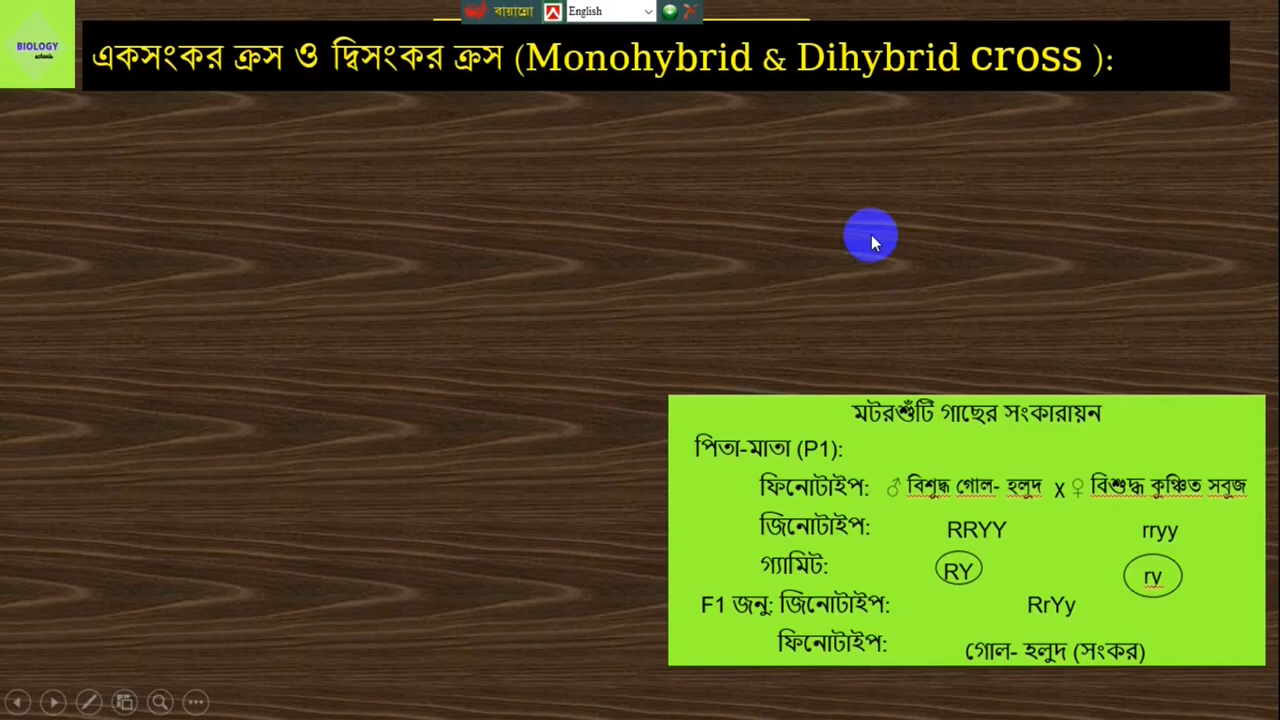 বায়ান্নো English
BIOLOGY
schools
একসংকর ক্রস ও দ্বিসংকর ক্রস (Monohybrid & Dihybrid cross ):
মটরশুঁটি গাছের সংকারায়ন
পিতা-মাতা (P1):
ফিনোটাইপ: ♂ বিশুদ্ধ গোল- হলুদ x ♀ বিশুদ্ধ কুঞ্চিত সবুজ
জিনোটাইপ: RRYY rryy
গ্যামিট: RY ry
F1 জনু: জিনোটাইপ: RrYy
ফিনোটাইপ: গোল- হলুদ (সংকর)